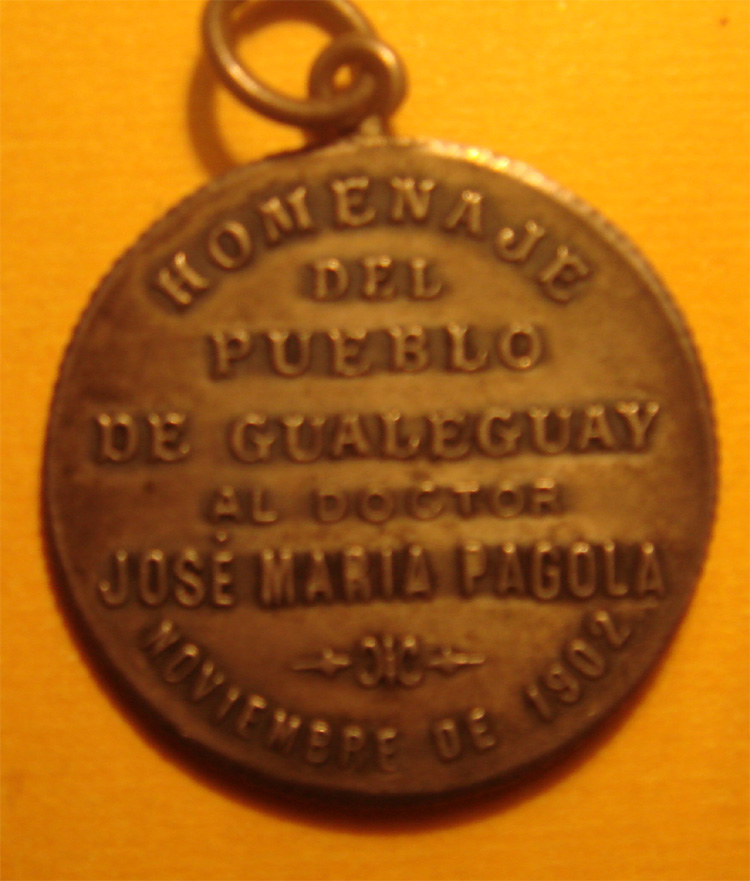 HOMENAJE
DEL
PUEBLO
DE GUALEGUAY
AL DOCTOR
JOSÉ MARIA PAGOLA
NOVIEMBRE DE 1902